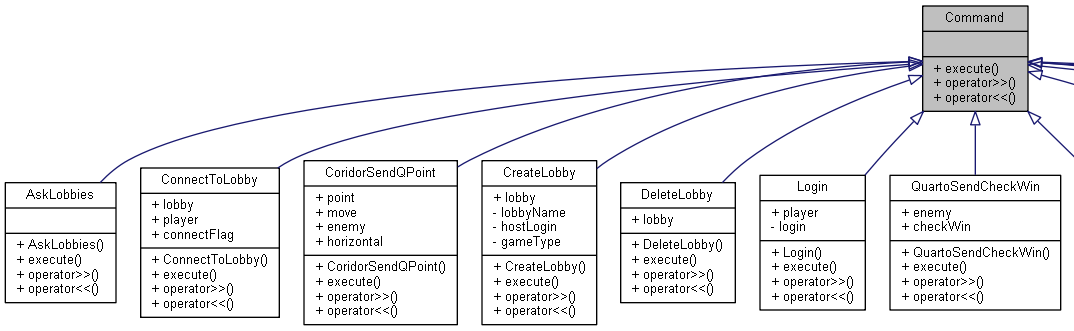 Command
+ execute()
+ operator>>()
+ operator<<()
AskLobbies
+ AskLobbies()
+ execute()
+ operator>>()
+ operator<<()
ConnectToLobby
+ lobby
+ player
+ connectFlag
+ ConnectToLobby()
+ execute()
+ operator>>()
+ operator<<()
CoridorSendQPoint
+ point
+ move
+ enemy
+ horizontal
+ CoridorSendQPoint()
+ execute()
+ operator>>()
+ operator<<()
CreateLobby
+ lobby
- lobbyName
- hostLogin
- gameType
+ CreateLobby()
+ execute()
+ operator>>()
+ operator<<()
DeleteLobby
+ lobby
+ DeleteLobby()
+ execute()
+ operator>>()
+ operator<<()
Login
+ player
- login
+ Login()
+ execute()
+ operator>>()
+ operator<<()
QuartoSendCheckWin
+ enemy
+ checkWin
+ QuartoSendCheckWin()
+ execute()
+ operator>>()
+ operator<<()